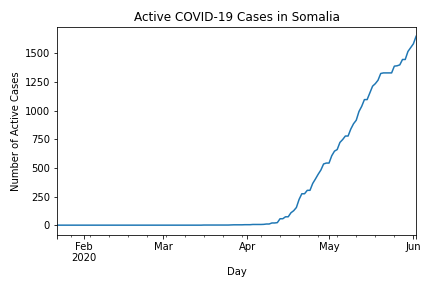 Active COVID-19 Cases in Somalia
1500
1250
1000
750
500
250
0
Number of Active Cases
Feb
2020
Mar
Apr
May
Jun
Day